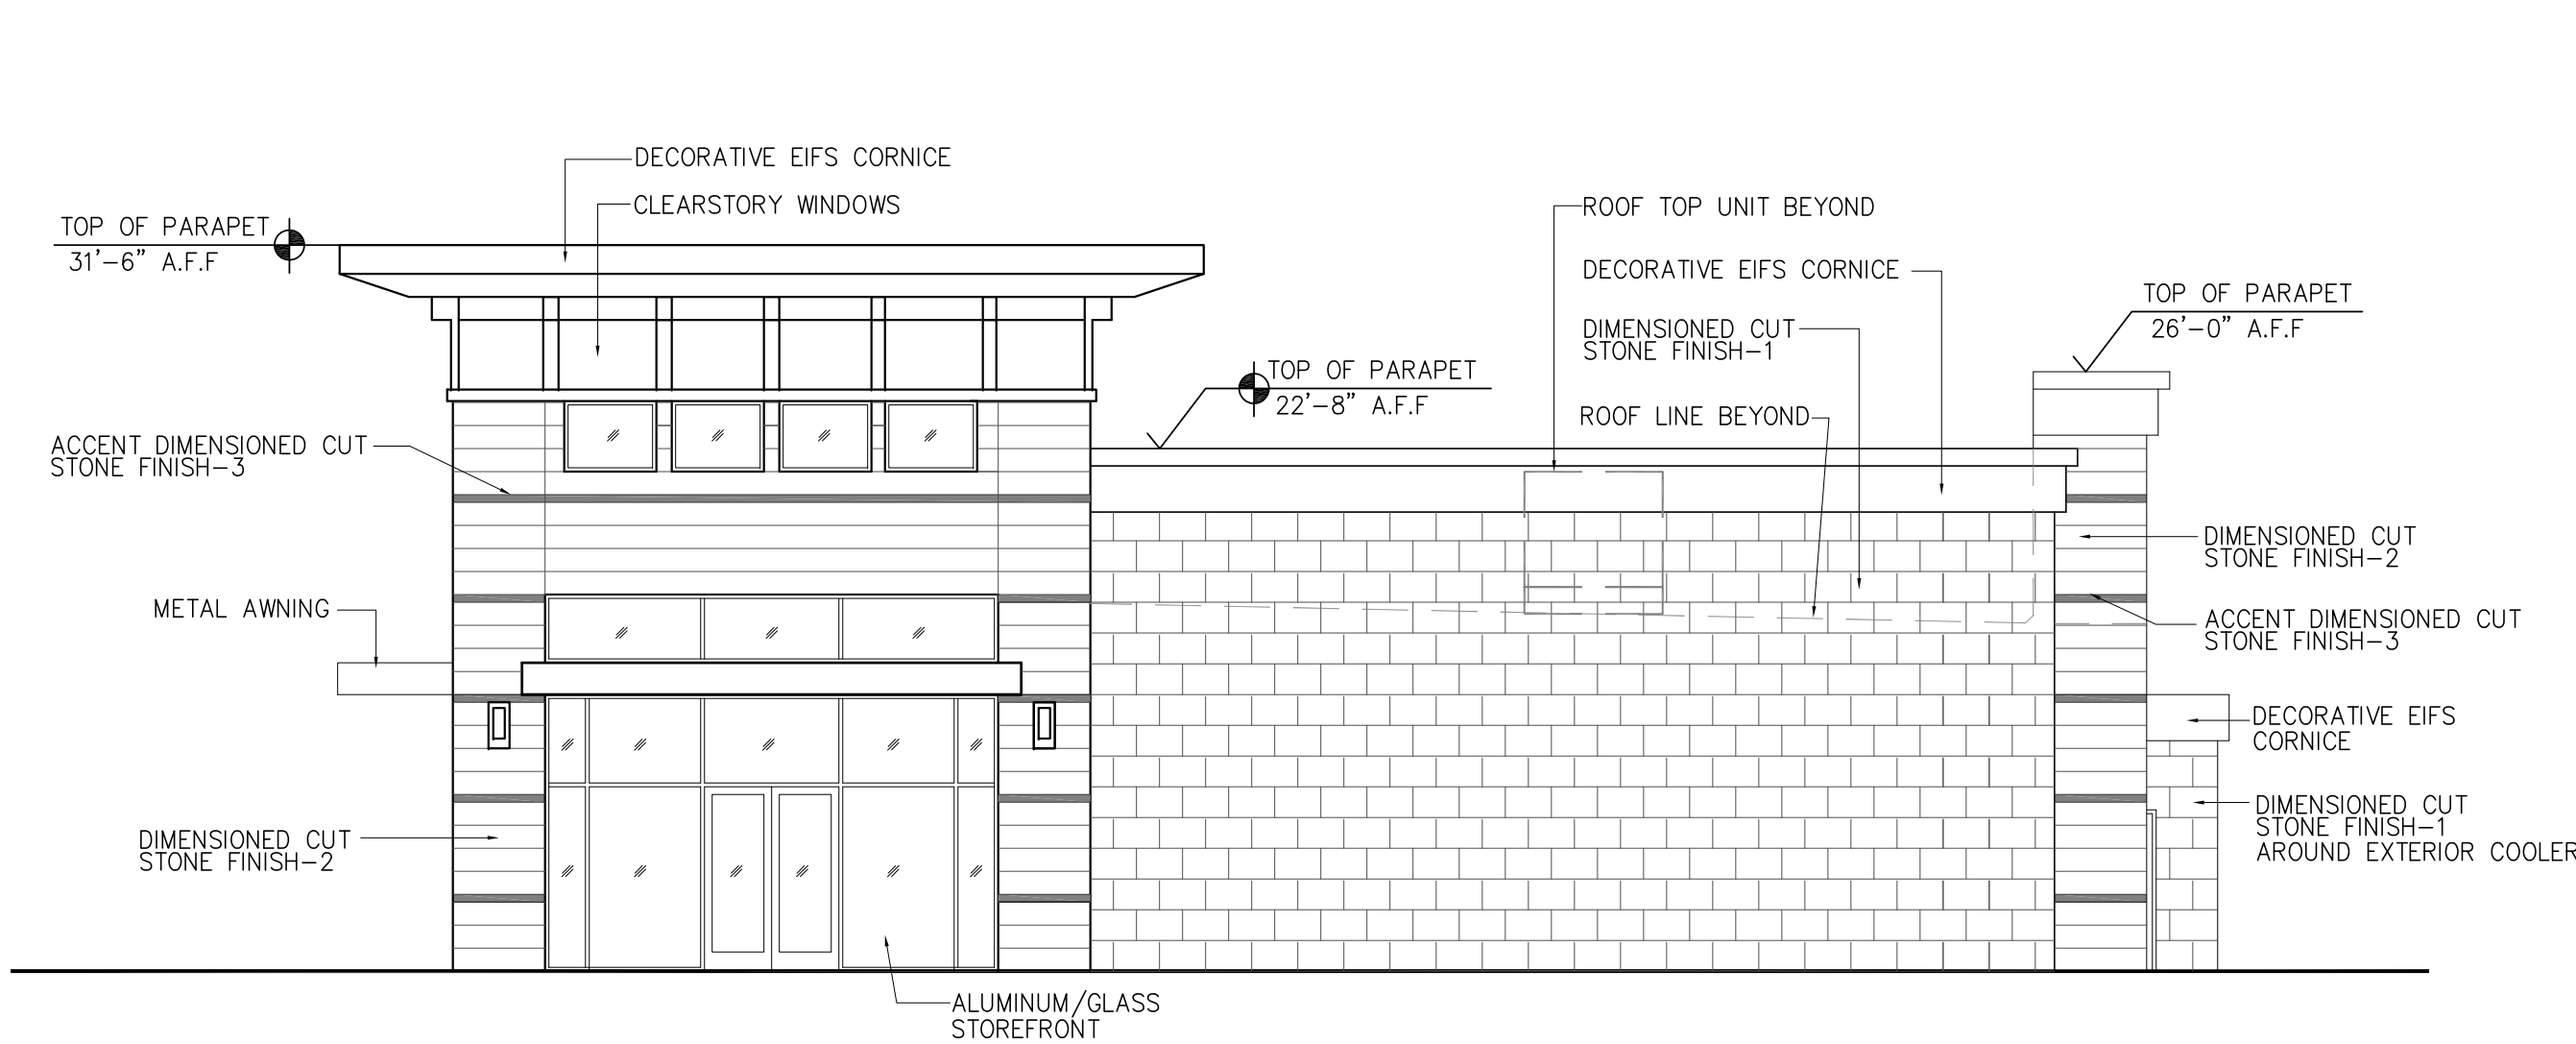 DECORATIVE EIFS CORNICE
CLEARSTORY WINDOWS
TOP OF PARAPET
31'-6" A.F.F
ROOF TOP UNIT BEYOND
DECORATIVE EIFS CORNICE
DIMENSIONED CUT
STONE FINISH-1
ROOF LINE BEYOND
TOP OF PARAPET
26'-0" A.F.F
TOP OF PARAPET
22'-8" A.F.F
ACCENT DIMENSIONED CUT
STONE FINISH-3
METAL AWNING
DIMENSIONED CUT
STONE FINISH-2
DIMENSIONED CUT
STONE FINISH-2
ACCENT DIMENSIONED CUT
STONE FINISH-3
DECORATIVE EIFS
CORNICE
DIMENSIONED CUT
STONE FINISH-1
AROUND EXTERIOR COOLER
ALUMINUM/GLASS
STOREFRONT